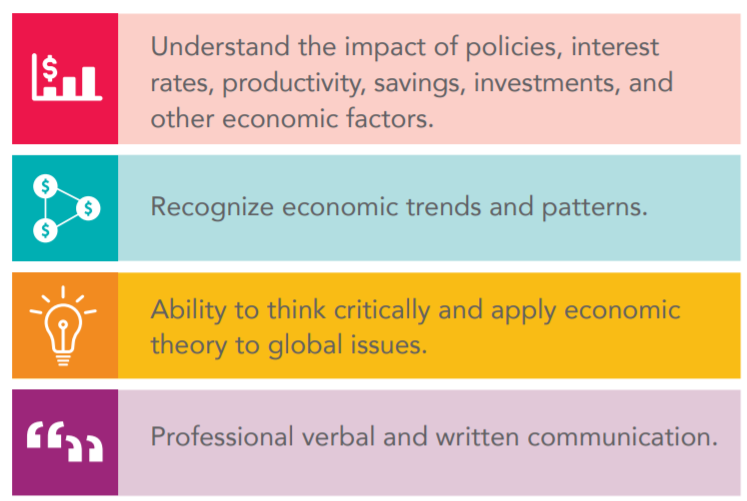 $
Understand the impact of policies, interest
rates, productivity, savings, investments, and
other economic factors.
$
$
$
Recognize economic trends and patterns.
Ability to think critically and apply economic
theory to global issues.
Professional verbal and written communication.